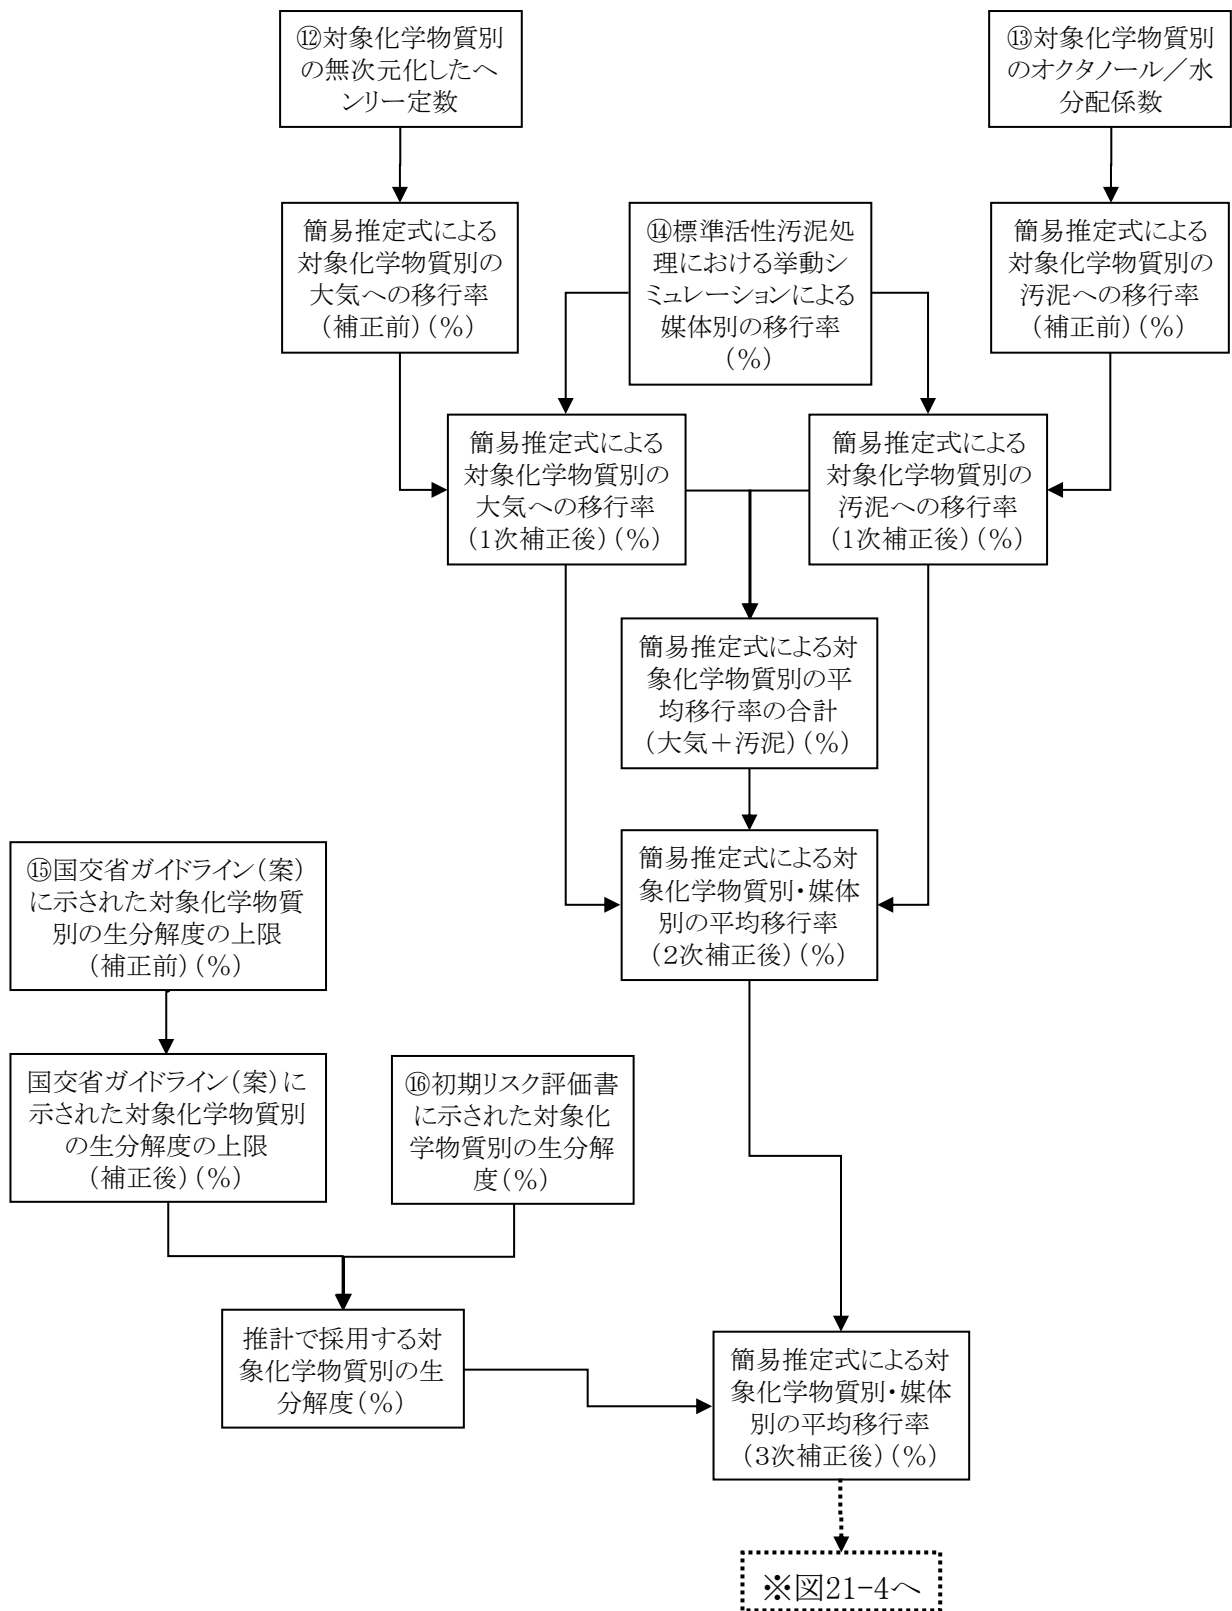 ⑫対象化学物質別
の無次元化したヘ
ンリー定数
⑬対象化学物質別
のオクタノール／水
分配係数
簡易推定式による
対象化学物質別の
大気への移行率
（補正前）（％）
⑭標準活性汚泥処
理における挙動シ
ミュレーションによる
媒体別の移行率
（％）
簡易推定式による
対象化学物質別の
汚泥への移行率
（補正前）（％）
簡易推定式による
対象化学物質別の
大気への移行率
（1次補正後）（％）
簡易推定式による
対象化学物質別の
汚泥への移行率
（1次補正後）（％）
簡易推定式による対
象化学物質別の平
均移行率の合計
（大気＋汚泥）（％）
簡易推定式による対
象化学物質別・媒体
別の平均移行率
（２次補正後）（％）
⑮国交省ガイドライン（案）
に示された対象化学物質
別の生分解度の上限
（補正前）（％）
国交省ガイドライン（案）に
示された対象化学物質別
の生分解度の上限
（補正後）（％）
⑯初期リスク評価書
に示された対象化
学物質別の生分解
度（％）
推計で採用する対
象化学物質別の生
分解度（％）
簡易推定式による対
象化学物質別・媒体
別の平均移行率
（３次補正後）（％）
※図21-4へ